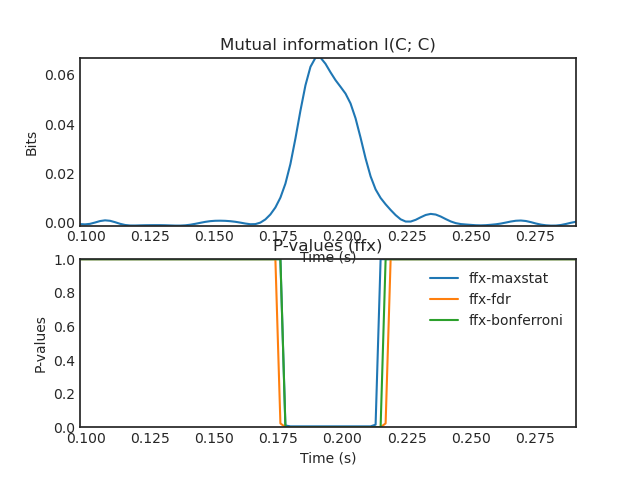 Mutual information I(C; C)
0.06
0.04
0.02
0.00
Bits
0.100 0.125 0.150 0.175 0.200 0.225 0.250 0.275
Time (s)
P-values (ffx)
1.0
0.8
0.6
0.4
0.2
0.0
P-values
ffx-maxstat
ffx-fdr
ffx-bonferroni
0.100 0.125 0.150 0.175 0.200 0.225 0.250 0.275
Time (s)